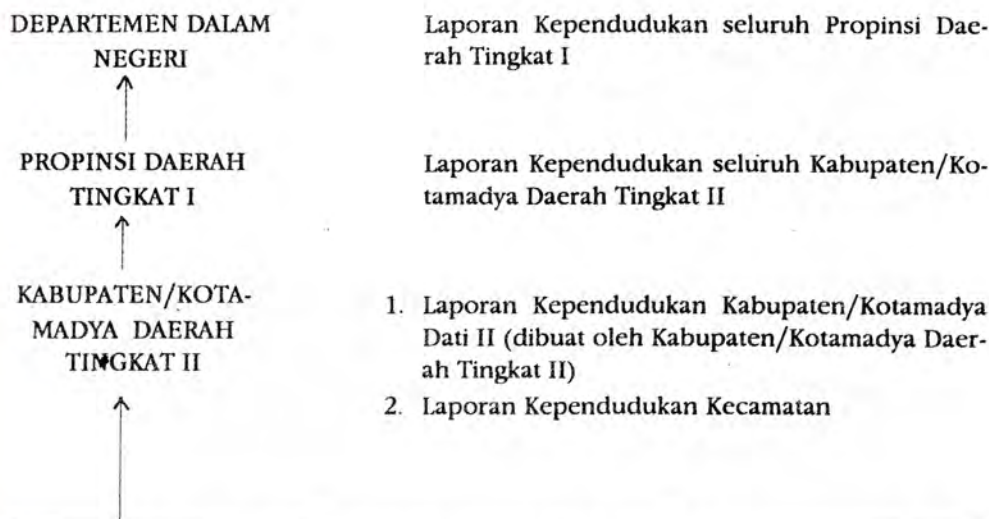 DEPARTEMEN DALAM
NEGERI
Laporan Kependudukan seluruh Propinsi Dae-
rah Tingkat I
PROPINSI DAERAH
TINGKAT I
Laporan Kependudukan seluruh Kabupaten/Ko-
tamadya Daerah Tingkat II
KABUPATEN/KOTA-
MADYA DAERAH
TINGKAT II
1. Laporan Kependudukan Kabupaten/Kotamadya
Dati II (dibuat oleh Kabupaten/Kotamadya Daer-
ah Tingkat II)
2. Laporan Kependudukan Kecamatan